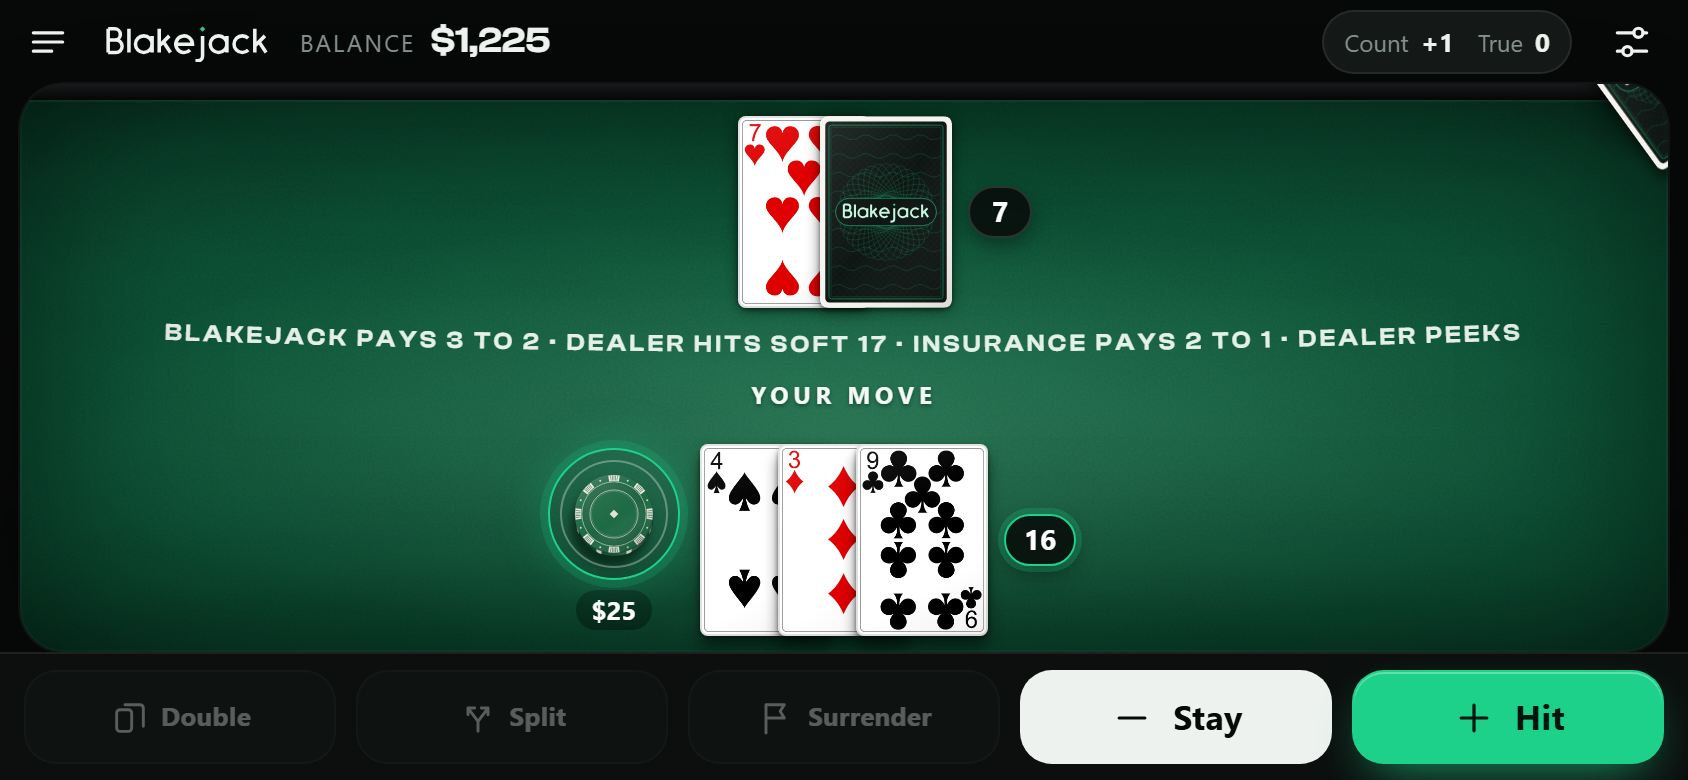 Blakejack BALANCE $1,225 Count +1 True 0
7
Blakejack
7
BLAKEJACK PAYS 3 TO 2 · DEALER HITS SOFT 17 · INSURANCE PAYS 2 TO 1 · DEALER PEEKS
YOUR MOVE
4 3 9
16
9
$25
Double Split Surrender Stay Hit